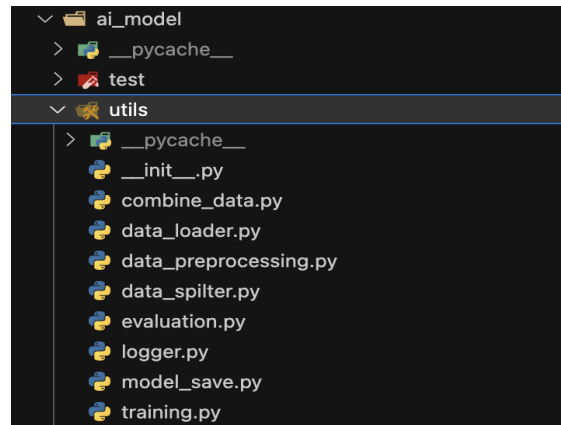 ai_model
__pycache__
test
utils
__pycache__
__init__.py
combine_data.py
data_loader.py
data_preprocessing.py
data_spilter.py
evaluation.py
logger.py
model_save.py
training.py